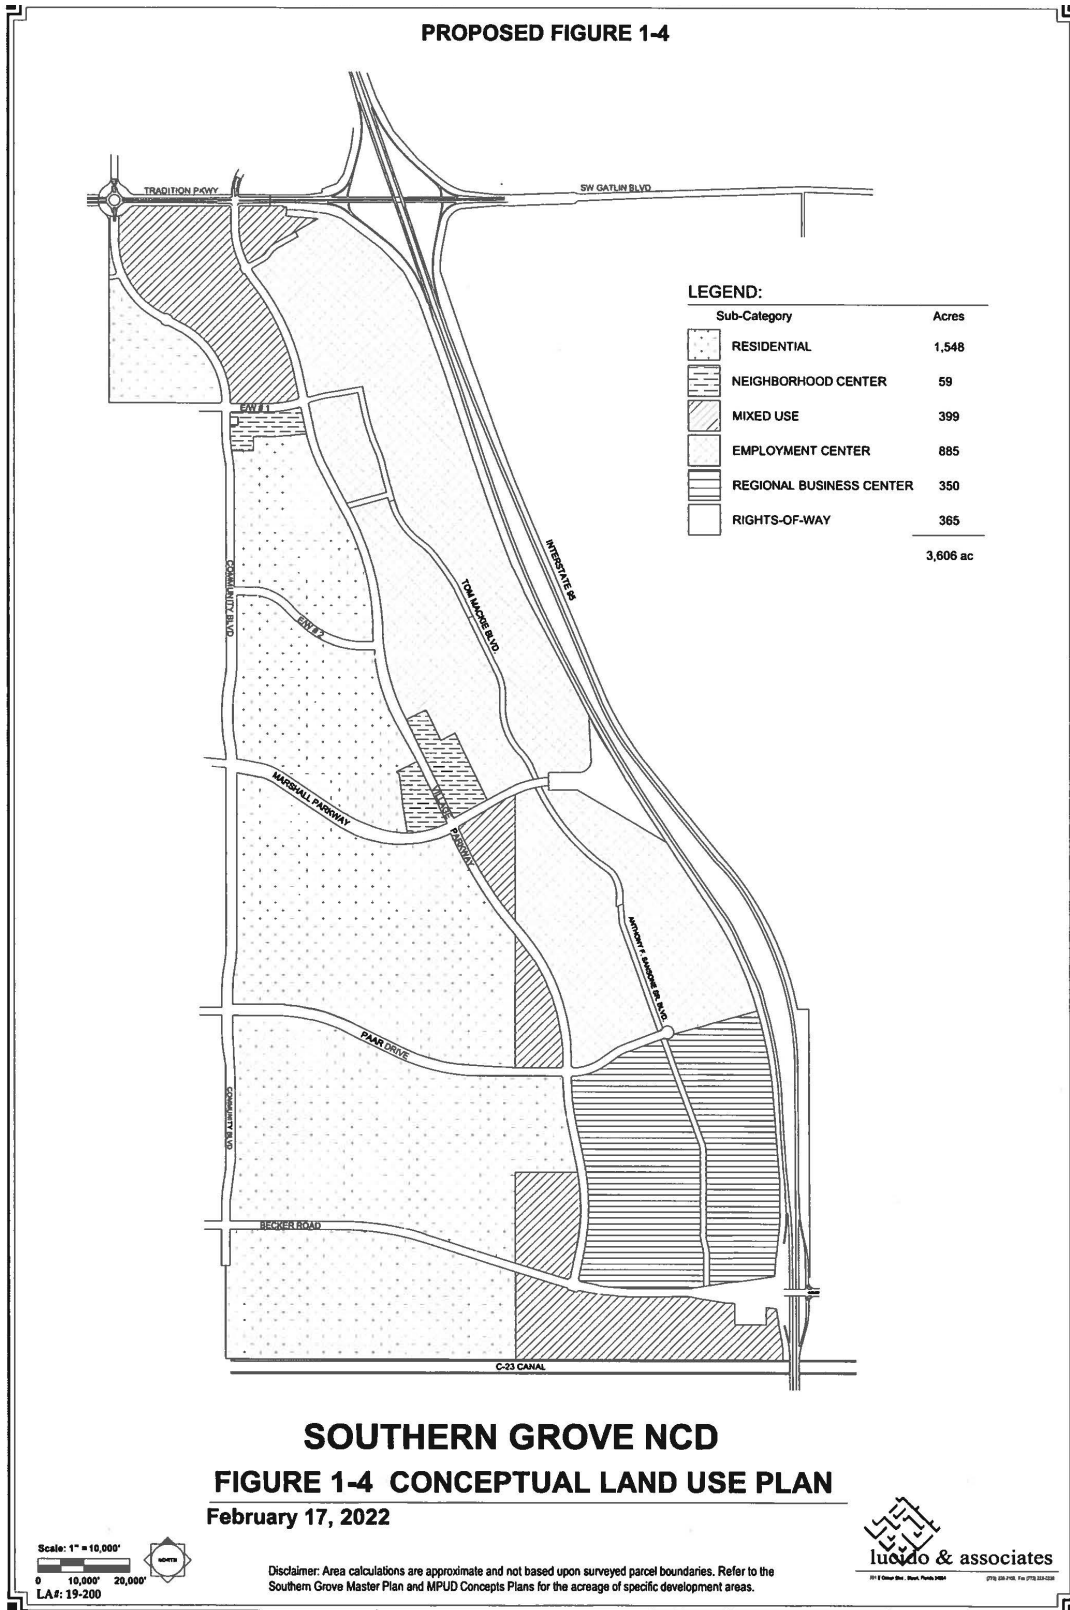 PROPOSED FIGURE 1-4
TRADITION PKWY
SW GATLIN BLVD
LEGEND:
Sub-Category Acres
RESIDENTIAL 1,548
NEIGHBORHOOD CENTER 59
MIXED USE 399
EMPLOYMENT CENTER 885
REGIONAL BUSINESS CENTER 350
RIGHTS-OF-WAY 365
3,606 ac
E/W # 1
INTERSTATE 95
COMMUNITY BLVD.
TOM MACKIE BLVD.
E/W # 2
MARSHALL PARKWAY
VILLAGE PARKWAY
ANTHONY F. SANSONE SR. BLVD.
PAAR DRIVE
COMMUNITY BLVD
BECKER ROAD
C-23 CANAL
SOUTHERN GROVE NCD
FIGURE 1-4 CONCEPTUAL LAND USE PLAN
February 17, 2022
Scale: 1" = 10,000'
0 10,000' 20,000'
LA#: 19-200
NORTH
Disclaimer: Area calculations are approximate and not based upon surveyed parcel boundaries. Refer to the
Southern Grove Master Plan and MPUD Concepts Plans for the acreage of specific development areas.
lucido & associates